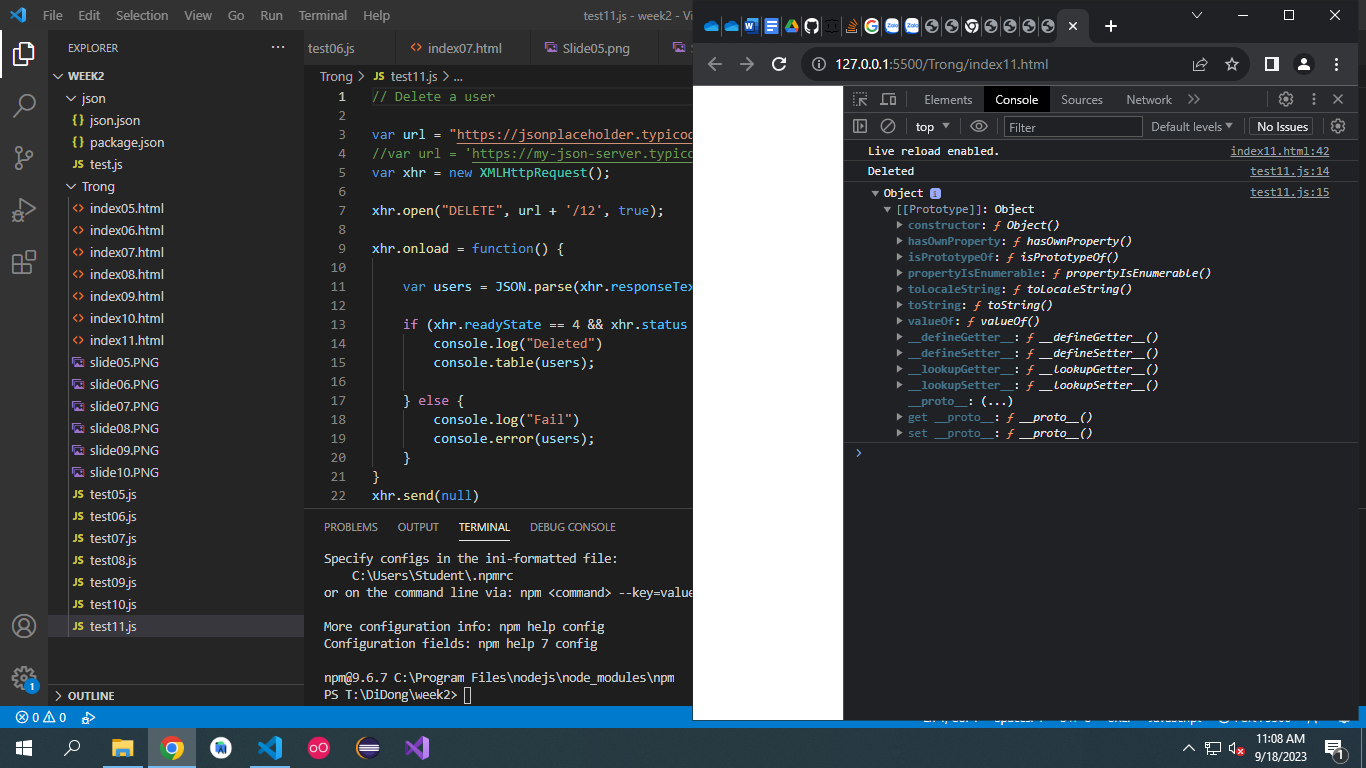 File Edit Selection View Go Run Terminal Help
test11.js - week2 - Vi
EXPLORER
WEEK2
json
{} json.json
{} package.json
JS test.js
Trong
<> index05.html
<> index06.html
<> index07.html
<> index08.html
<> index09.html
<> index10.html
<> index11.html
slide05.PNG
slide06.PNG
slide07.PNG
slide08.PNG
slide09.PNG
slide10.PNG
JS test05.js
JS test06.js
JS test07.js
JS test08.js
JS test09.js
JS test10.js
JS test11.js
OUTLINE
test06.js <> index07.html Slide05.png S
Trong > JS test11.js > ...
1 // Delete a user
2
3 var url = "https://jsonplaceholder.typicod
4 //var url = 'https://my-json-server.typico
5 var xhr = new XMLHttpRequest();
6
7 xhr.open("DELETE", url + '/12', true);
8
9 xhr.onload = function() {
10
11 var users = JSON.parse(xhr.responseTex
12
13 if (xhr.readyState == 4 && xhr.status
14 console.log("Deleted")
15 console.table(users);
16
17 } else {
18 console.log("Fail")
19 console.error(users);
20 }
21 }
22 xhr.send(null)
PROBLEMS OUTPUT TERMINAL DEBUG CONSOLE
Specify configs in the ini-formatted file:
C:\Users\Student\.npmrc
or on the command line via: npm <command> --key=value
More configuration info: npm help config
Configuration fields: npm help 7 config
npm@9.6.7 C:\Program Files\nodejs\node_modules\npm
PS T:\DiDong\week2>
0 0
1
127.0.0.1:5500/Trong/index11.html
Elements Console Sources Network
top Filter Default levels No Issues
Live reload enabled. index11.html:42
Deleted test11.js:14
Object i test11.js:15
[[Prototype]]: Object
constructor: ƒ Object()
hasOwnProperty: ƒ hasOwnProperty()
isPrototypeOf: ƒ isPrototypeOf()
propertyIsEnumerable: ƒ propertyIsEnumerable()
toLocaleString: ƒ toLocaleString()
toString: ƒ toString()
valueOf: ƒ valueOf()
__defineGetter__: ƒ __defineGetter__()
__defineSetter__: ƒ __defineSetter__()
__lookupGetter__: ƒ __lookupGetter__()
__lookupSetter__: ƒ __lookupSetter__()
__proto__: (...)
get __proto__: ƒ __proto__()
set __proto__: ƒ __proto__()
11:08 AM
9/18/2023
1